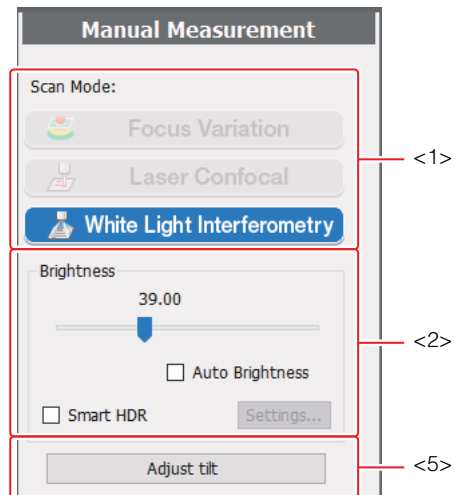 Manual Measurement
Scan Mode:
Focus Variation
Laser Confocal
<1>
White Light Interferometry
Brightness
39.00
<2>
Auto Brightness
Smart HDR
Settings...
Adjust tilt
<5>